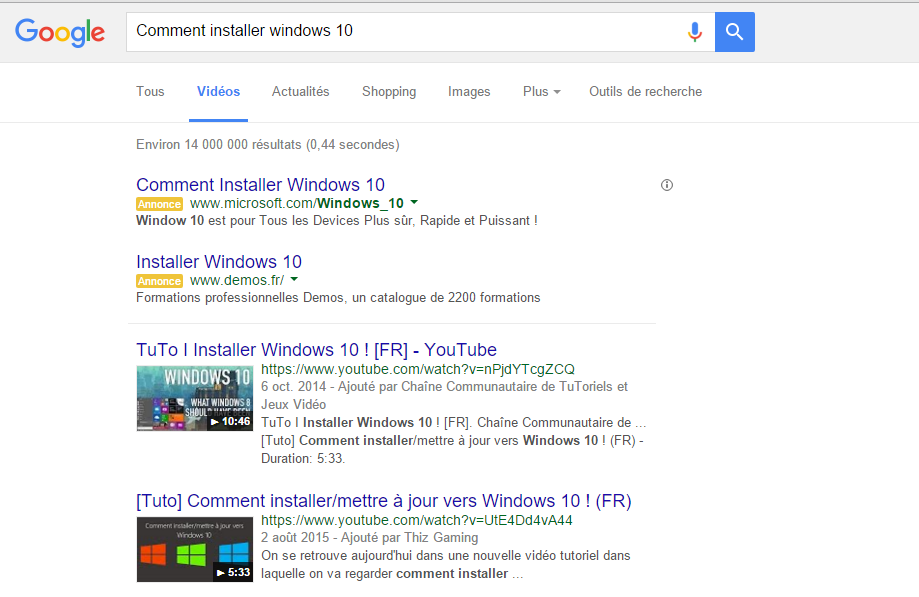 Google
Comment installer windows 10
Tous Vidéos Actualités Shopping Images Plus Outils de recherche
Environ 14 000 000 résultats (0,44 secondes)
Comment Installer Windows 10
Annonce www.microsoft.com/Windows_10
Window 10 est pour Tous les Devices Plus sûr, Rapide et Puissant !
Installer Windows 10
Annonce www.demos.fr/
Formations professionnelles Demos, un catalogue de 2200 formations
TuTo I Installer Windows 10 ! [FR] - YouTube
WINDOWS 10
WHAT WINDOWS 8
SHOULD HAVE BEEN
10:46
https://www.youtube.com/watch?v=nPjdYTcgZCQ
6 oct. 2014 - Ajouté par Chaîne Communautaire de TuToriels et
Jeux Vidéo
TuTo I Installer Windows 10 ! [FR]. Chaîne Communautaire de ...
[Tuto] Comment installer/mettre à jour vers Windows 10 ! (FR) -
Duration: 5:33.
[Tuto] Comment installer/mettre à jour vers Windows 10 ! (FR)
Comment installer/mettre à jour vers
Windows 10
5:33
https://www.youtube.com/watch?v=UtE4Dd4vA44
2 août 2015 - Ajouté par Thiz Gaming
On se retrouve aujourd'hui dans une nouvelle vidéo tutoriel dans
laquelle on va regarder comment installer ...